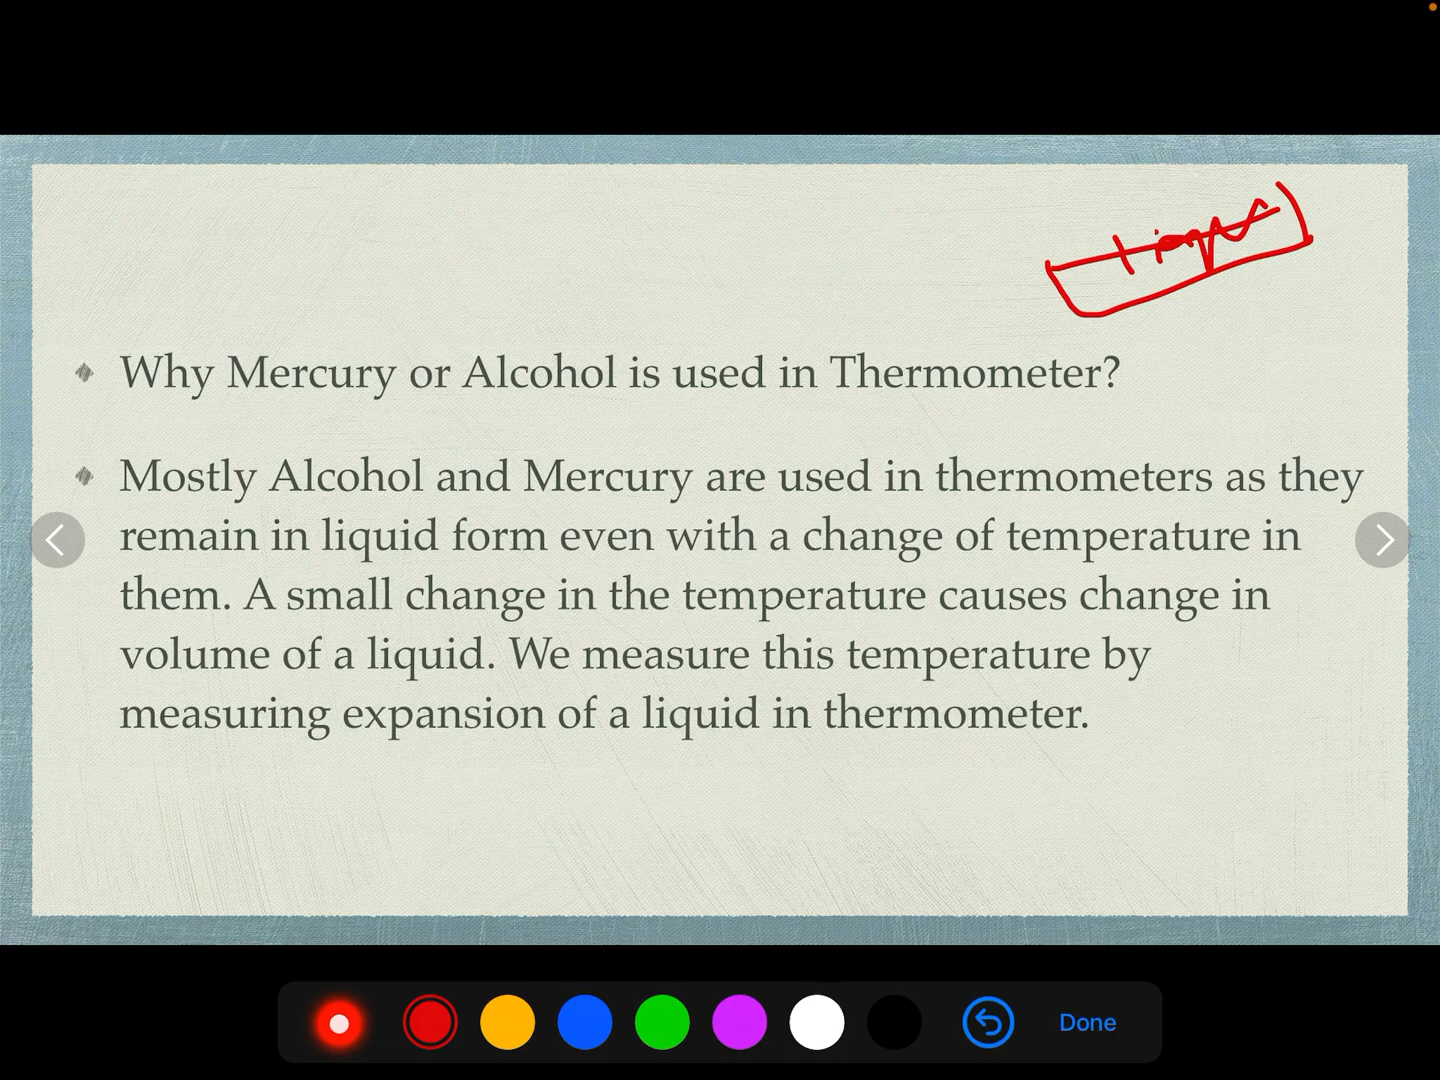 Why Mercury or Alcohol is used in Thermometer?
Mostly Alcohol and Mercury are used in thermometers as they
remain in liquid form even with a change of temperature in
them. A small change in the temperature causes change in
volume of a liquid. We measure this temperature by
measuring expansion of a liquid in thermometer.
Done